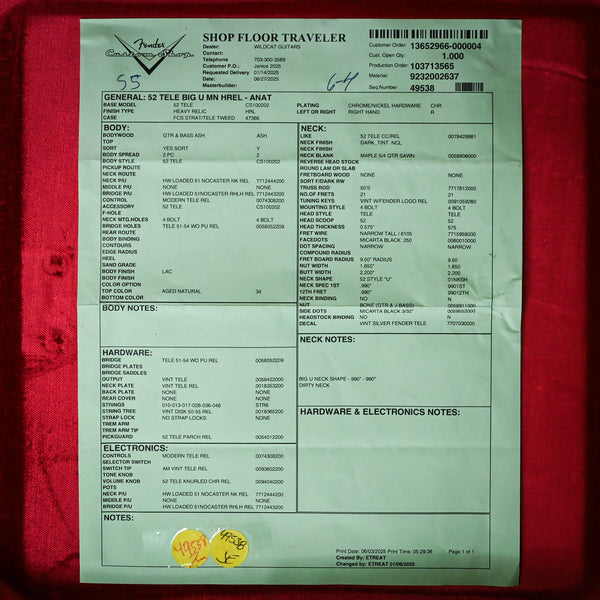 Fender
Custom Shop
SHOP FLOOR TRAVELER
Dealer: WILDCAT GUITARS
Contact:
Telephone 703-300-3589
Customer P.O.: Janice 2025
Requested Delivery 01/14/2025
Date: 06/27/2025
Masterbuilder:
Customer Order: 13652966-000004
Open Order Qty: 1.000
Production Order: 103713565
Material: 9232002637
Seq Number 49538
GENERAL: 52 TELE BIG U MN HREL - ANAT
BASE MODEL 52 TELE CS100202 PLATING CHROME/NICKEL HARDWARE CHR
FINISH TYPE HEAVY RELIC HRL LEFT OR RIGHT RIGHT HAND R
CASE FCS STRAT/TELE TWEED 47366
BODY:
BODYWOOD GTR & BASS ASH ASH
TOP
SORT YES SORT Y
BODY SPREAD 2 PC 2
BODY STYLE 52 TELE CS100202
PICKUP ROUTE
NECK ROUTE
NECK P/U HW LOADED 51NOCASTER NK REL 7712444200
MIDDLE P/U NONE NONE
BRIDGE P/U HW LOADED 51NOCASTER RHLH REL 7712443200
CONTROL MODERN TELE REL 0074308200
ACCESSORY 52 TELE CS100202
F-HOLE
NECK MTG.HOLES 4 BOLT 4 BOLT
BRIDGE HOLES TELE 51-54 WO PU REL 0058052209
REAR ROUTE
BODY BINDING
CONTOURS
EDGE RADIUS
HEEL
SAND GRADE
BODY FINISH LAC
BODY FINISH
COLOR OPTION
TOP COLOR AGED NATURAL 34
BOTTOM COLOR
BODY NOTES:
HARDWARE:
BRIDGE TELE 51-54 WO PU REL 0058052209
BRIDGE PLATES
BRIDGE SADDLES
OUTPUT VINT TELE 0058422000
NECK PLATE VINT TELE REL 0018353200
BACK PLATE NONE NONE
REAR COVER NONE NONE
STRINGS 010-013-017-026-036-046 STR6
STRING TREE VINT DISK 50-55 REL 0018365200
STRAP LOCK NO STRAP LOCKS NONE
TREM ARM
TREM ARM TIP
PICKGUARD 52 TELE PARCH REL 0054012200
ELECTRONICS:
CONTROLS MODERN TELE REL 0074308200
SELECTOR SWITCH
SWITCH TIP AM VINT TELE REL 0093602200
TONE KNOB
VOLUME KNOB 52 TELE KNURLED CHR REL 0094040200
POTS
NECK P/U HW LOADED 51 NOCASTER NK REL 7712444200
MIDDLE P/U NONE NONE
BRIDGE P/U HW LOADED 51NOCASTER RHLH REL 7712443200
NECK:
LIKE 52 TELE CC/REL 0078429981
NECK FINISH DARK_TINT NCL
NECK FINISH
NECK BLANK MAPLE 6/4 QTR SAWN 0058808000
REVERSE HEAD STOCK
ROUND LAM OR SLAB
FRETBOARD WOOD NONE NONE
SORT F/DARK RW
TRUSS ROD 50'S 7717812000
NO.OF FRETS 21 21
TUNING KEYS VINT W/FENDER LOGO REL 0091059280
MOUNTING STYLE 4 BOLT 4 BOLT
HEAD STYLE TELE TELE
HEAD SCOOP 52 52
HEAD THICKNESS 0.575" 575
FRET WIRE NARROW TALL / 6105 7715958000
FACEDOTS MICARTA BLACK .250 0060010000
DOT SPACING NARROW NARROW
COMPOUND RADIUS
FRET BOARD RADIUS 9.50" RADIUS 9.50
NUT WIDTH 1.650" 1.650
BUTT WIDTH 2.200" 2.200
NECK SHAPE 52 STYLE "U" D1NKSH
NECK SPEC 1ST .990" 9901ST
12TH FRET .990" 99012TH
NECK BINDING NO N
NUT BONE (GTR & J-BASS) 0058911000
SIDE DOTS MICARTA BLACK 3/32" 0059552000
HEADSTOCK BINDING NO N
DECAL VINT SILVER FENDER TELE 7707030000
NECK NOTES:
BIG U NECK SHAPE - 990" - 990"
DIRTY NECK
HARDWARE & ELECTRONICS NOTES:
NOTES:
49538
49538
Print Date: 06/03/2025 Print Time: 05:29:36 Page 1 of 1
Created By: ETREAT
Changed by: ETREAT 01/06/2025